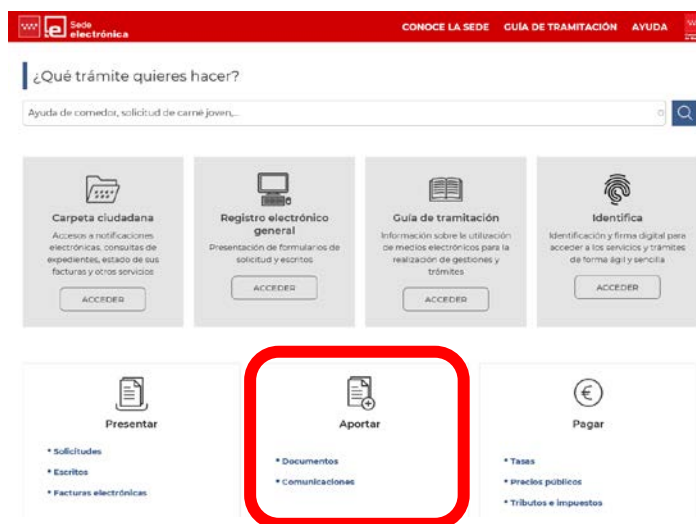 Sede
electrónica
CONOCE LA SEDE GUÍA DE TRAMITACIÓN AYUDA
¿Qué trámite quieres hacer?
Ayuda de comedor, solicitud de carné joven,...
Carpeta ciudadana
Acceso a notificaciones
electrónicas, consultas de
expedientes, estado de sus
facturas y otros servicios
ACCEDER
Registro electrónico
general
Presentación de formularios de
solicitud y escritos
ACCEDER
Guía de tramitación
Información sobre la utilización
de medios electrónicos para la
realización de gestiones y
trámites
ACCEDER
Identifica
Identificación y firma digital para
acceder a los servicios y trámites
de forma ágil y sencilla
ACCEDER
Presentar
* Solicitudes
* Escritos
* Facturas electrónicas
Aportar
* Documentos
* Comunicaciones
Pagar
* Tasas
* Precios públicos
* Tributos e impuestos